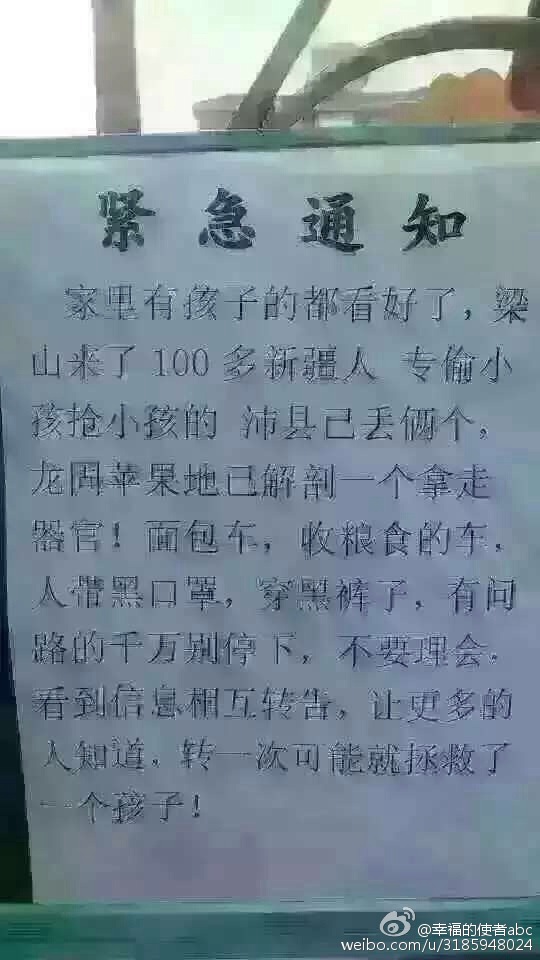 紧急通知
家里有孩子的都看好了，梁
山来了100多新疆人 专偷小
孩抢小孩的 沛县已丢俩个，
龙固苹果地已解剖一个拿走
器官！面包车，收粮食的车，
人带黑口罩，穿黑裤子，有问
路的千万别停下，不要理会.
看到信息相互转告，让更多的
人知道，转一次可能就拯救了
一个孩子！
@幸福的使者abc
weibo.com/u/3185948024